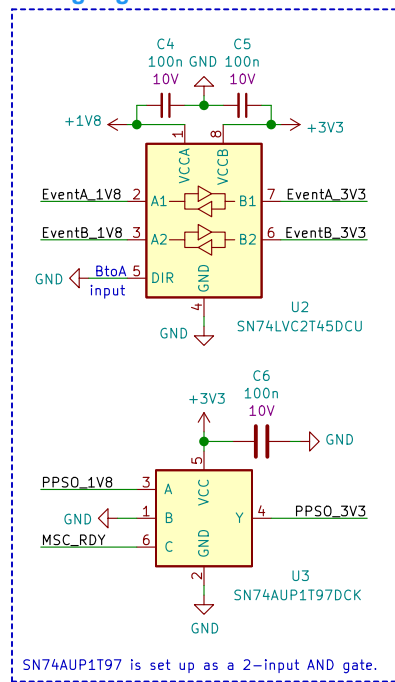 C4 C5
100n GND 100n
10V 10V
+1V8 +3V3
1 8
VCCA VCCB
EventA_1V8 2 A1 B1 7 EventA_3V3
EventB_1V8 3 A2 B2 6 EventB_3V3
GND BtoA 5 DIR GND
input
4
U2
GND SN74LVC2T45DCU
C6
+3V3 100n
10V
GND
5
VCC
PPSO_1V8 3 A
GND 1 B Y 4 PPSO_3V3
MSC_RDY 6 C GND
2
U3
SN74AUP1T97DCK
GND
SN74AUP1T97 is set up as a 2-input AND gate.